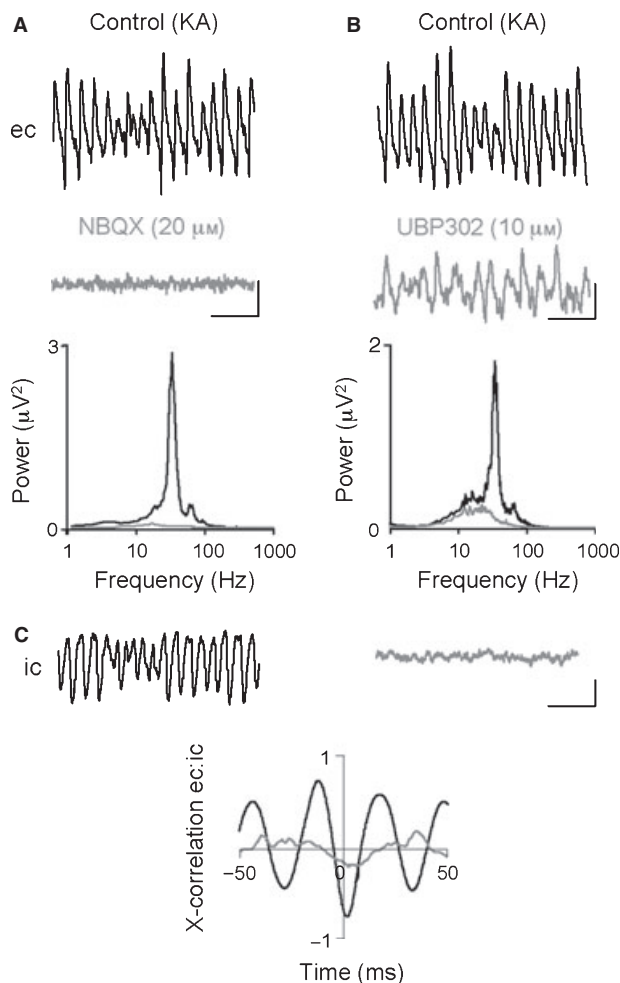 A Control (KA)
B Control (KA)
ec
NBQX (20 μM)
UBP302 (10 μM)
3
Power (μV²)
0
1 10 100 1000
Frequency (Hz)
2
Power (μV²)
0
1 10 100 1000
Frequency (Hz)
C
ic
X-correlation ec:ic
1
−50 0 50
−1
Time (ms)